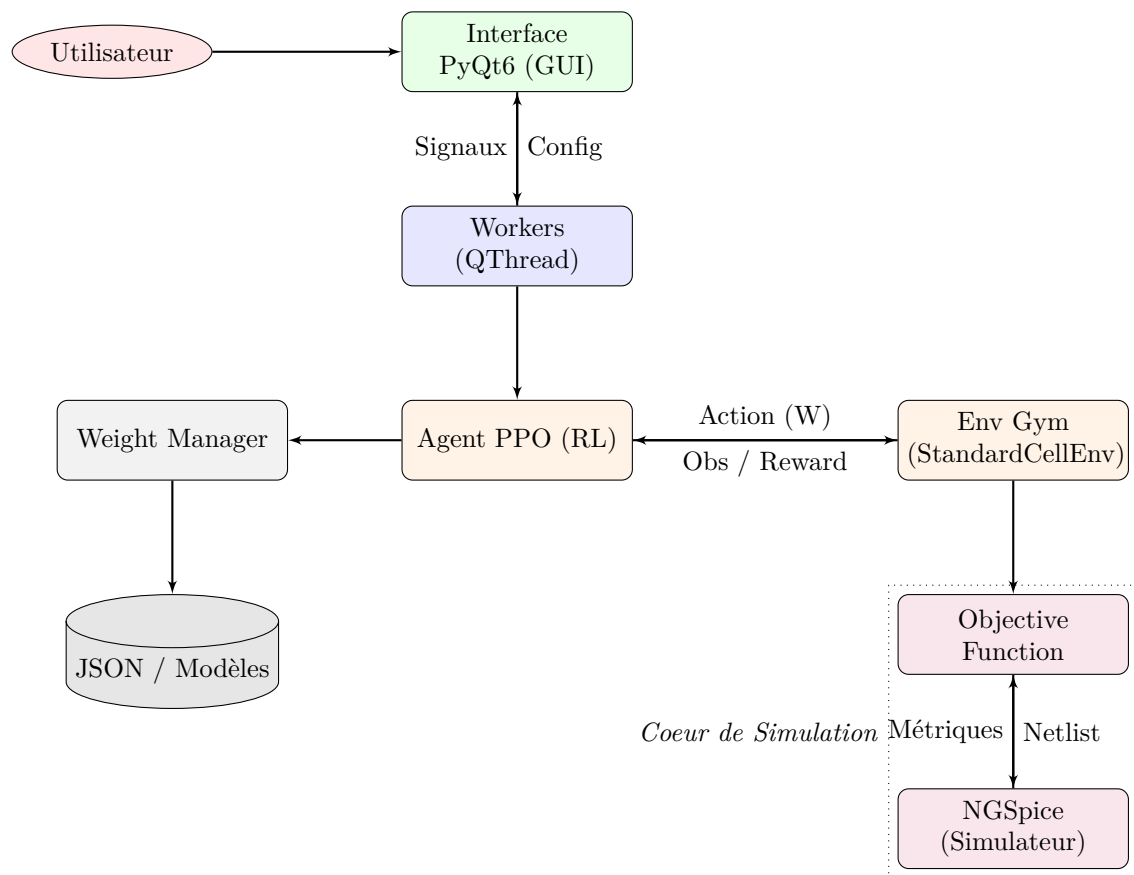 Utilisateur
Interface
PyQt6 (GUI)
Signaux
Config
Workers
(QThread)
Weight Manager
Agent PPO (RL)
Action (W)
Obs / Reward
Env Gym
(StandardCellEnv)
JSON / Modèles
Objective
Function
Coeur de Simulation
Métriques
Netlist
NGSpice
(Simulateur)